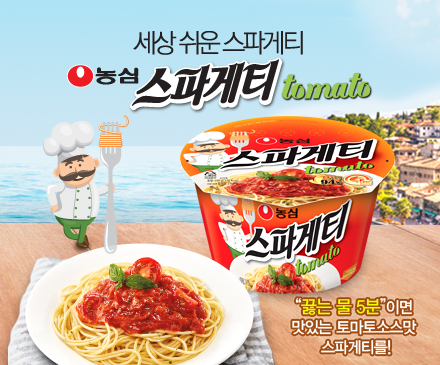 세상 쉬운 스파게티
농심 스파게티 tomato
농심
스파게티
tomato
농심
스파게티
tomato
“끓는 물 5분”이면
맛있는 토마토소스맛
스파게티를!